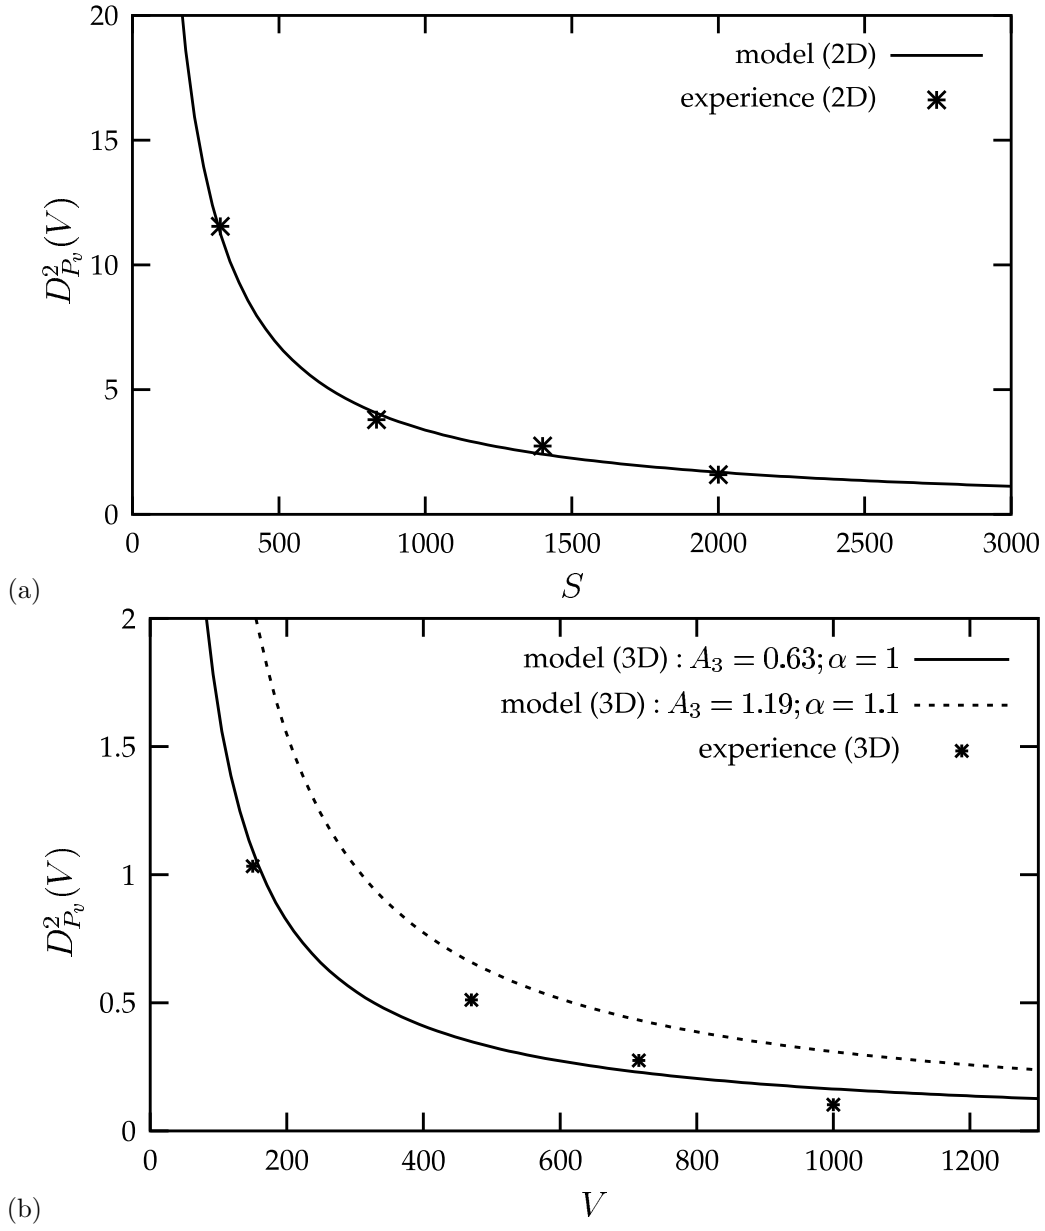 20
15
10
5
0
0 500 1000 1500 2000 2500 3000
D²_{P_v}(V)
S
model (2D)
experience (2D)
(a)
2
1.5
1
0.5
0
0 200 400 600 800 1000 1200
D²_{P_v}(V)
V
model (3D) : A₃ = 0.63; α = 1
model (3D) : A₃ = 1.19; α = 1.1
experience (3D)
(b)